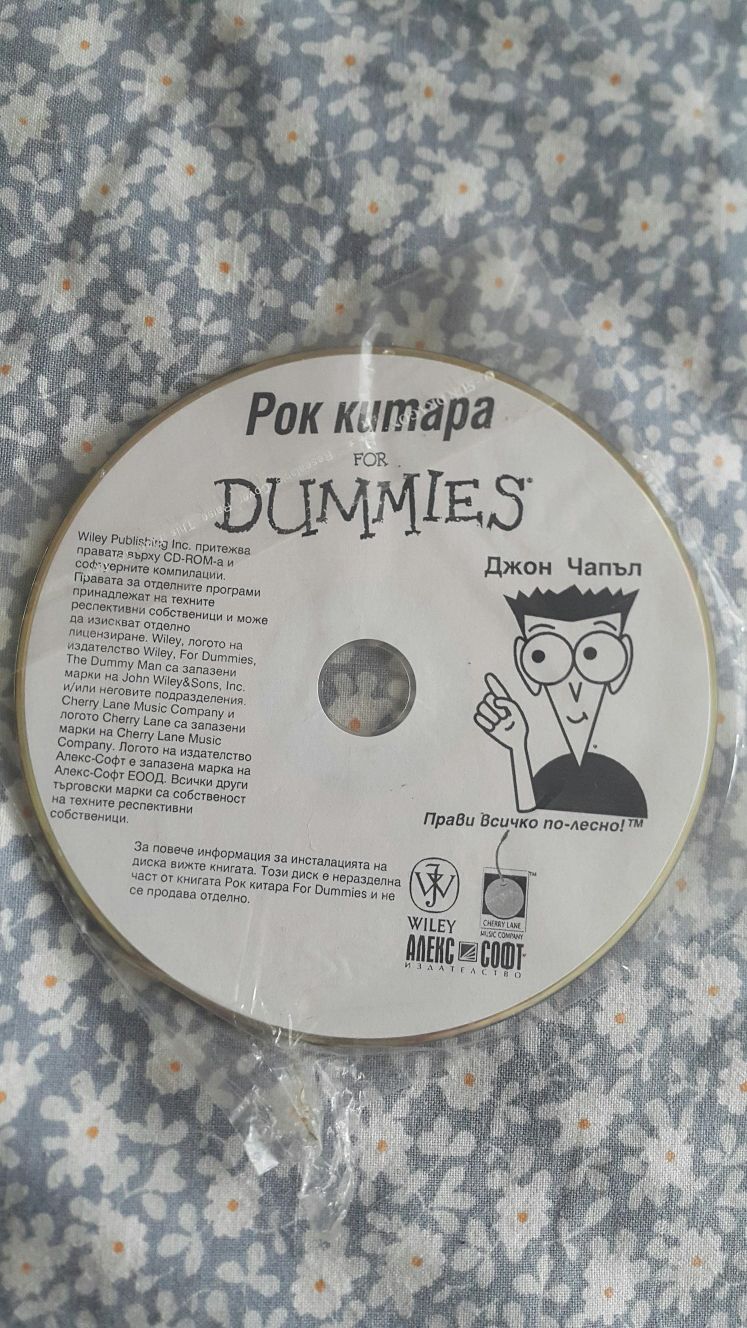 Рок китара
FOR
DUMMIES®
Wiley Publishing Inc. притежва
правата върху CD-ROM-а и
софтуерните компилации.
Правата за отделните програми
принадлежат на техните
респективни собственици и може
да изискват отделно
лицензиране. Wiley, логото на
издателство Wiley, For Dummies,
The Dummy Man са запазени
марки на John Wiley&Sons, Inc.
и/или неговите подразделения.
Cherry Lane Music Company и
логото Cherry Lane са запазени
марки на Cherry Lane Music
Company. Логото на издателство
Алекс-Софт е запазена марка на
Алекс-Софт ЕООД. Всички други
търговски марки са собственост
на техните респективни
собственици.
Джон Чапъл
Прави всичко по-лесно!™
За повече информация за инсталацията на
диска вижте книгата. Този диск е неразделна
част от книгата Рок китара For Dummies и не
се продава отделно.
WILEY
CHERRY LANE™
MUSIC COMPANY
АЛЕКС СОФТ
ИЗДАТЕЛСТВО